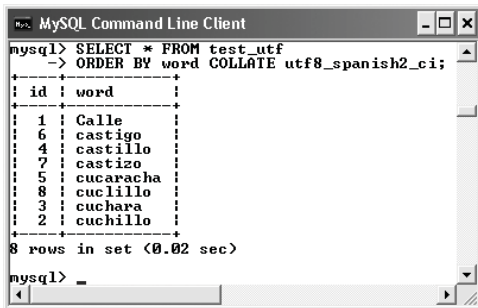 MySQL Command Line Client
mysql> SELECT * FROM test_utf
-> ORDER BY word COLLATE utf8_spanish2_ci;
+----+-----------+
| id | word      |
+----+-----------+
| 1 | Calle     |
| 6 | castigo   |
| 4 | castillo  |
| 7 | castizo   |
| 5 | cucaracha |
| 8 | cuclillo  |
| 3 | cuchara   |
| 2 | cuchillo  |
+----+-----------+
8 rows in set (0.02 sec)
mysql> _